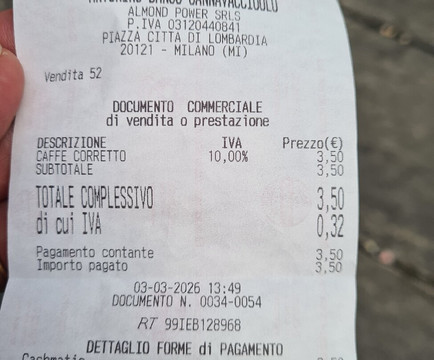 ALMOND POWER SRLS
P.IVA 03120440841
PIAZZA CITTA DI LOMBARDIA
20121 - MILANO (MI)
Vendita 52
DOCUMENTO COMMERCIALE
di vendita o prestazione
DESCRIZIONE IVA Prezzo(€)
CAFFE CORRETTO 10,00% 3,50
SUBTOTALE 3,50
TOTALE COMPLESSIVO 3,50
di cui IVA 0,32
Pagamento contante 3,50
Importo pagato 3,50
03-03-2026 13:49
DOCUMENTO N. 0034-0054
RT 99IEB128968
DETTAGLIO FORME di PAGAMENTO